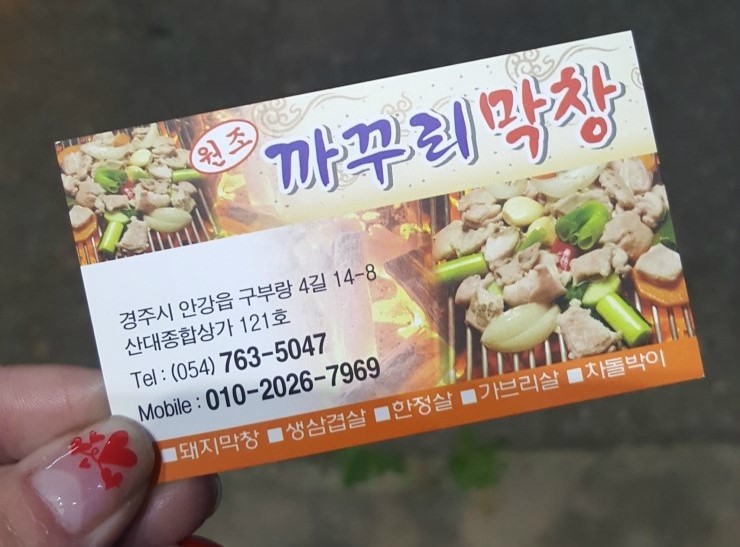 원조
까꾸리막창
경주시 안강읍 구부랑 4길 14-8
산대종합상가 121호
Tel : (054) 763-5047
Mobile : 010-2026-7969
■돼지막창 ■생삼겹살 ■한정살 ■가브리살 ■차돌박이